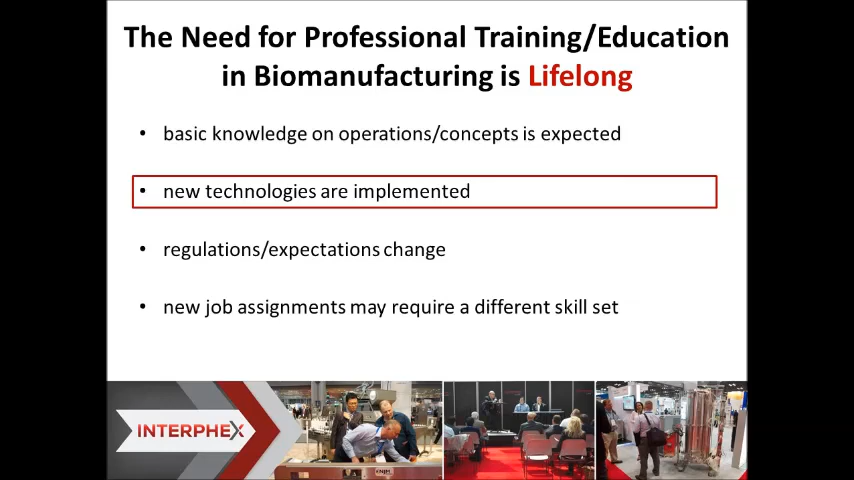 The Need for Professional Training/Education
in Biomanufacturing is Lifelong
• basic knowledge on operations/concepts is expected
• new technologies are implemented
• regulations/expectations change
• new job assignments may require a different skill set
INTERPHEX